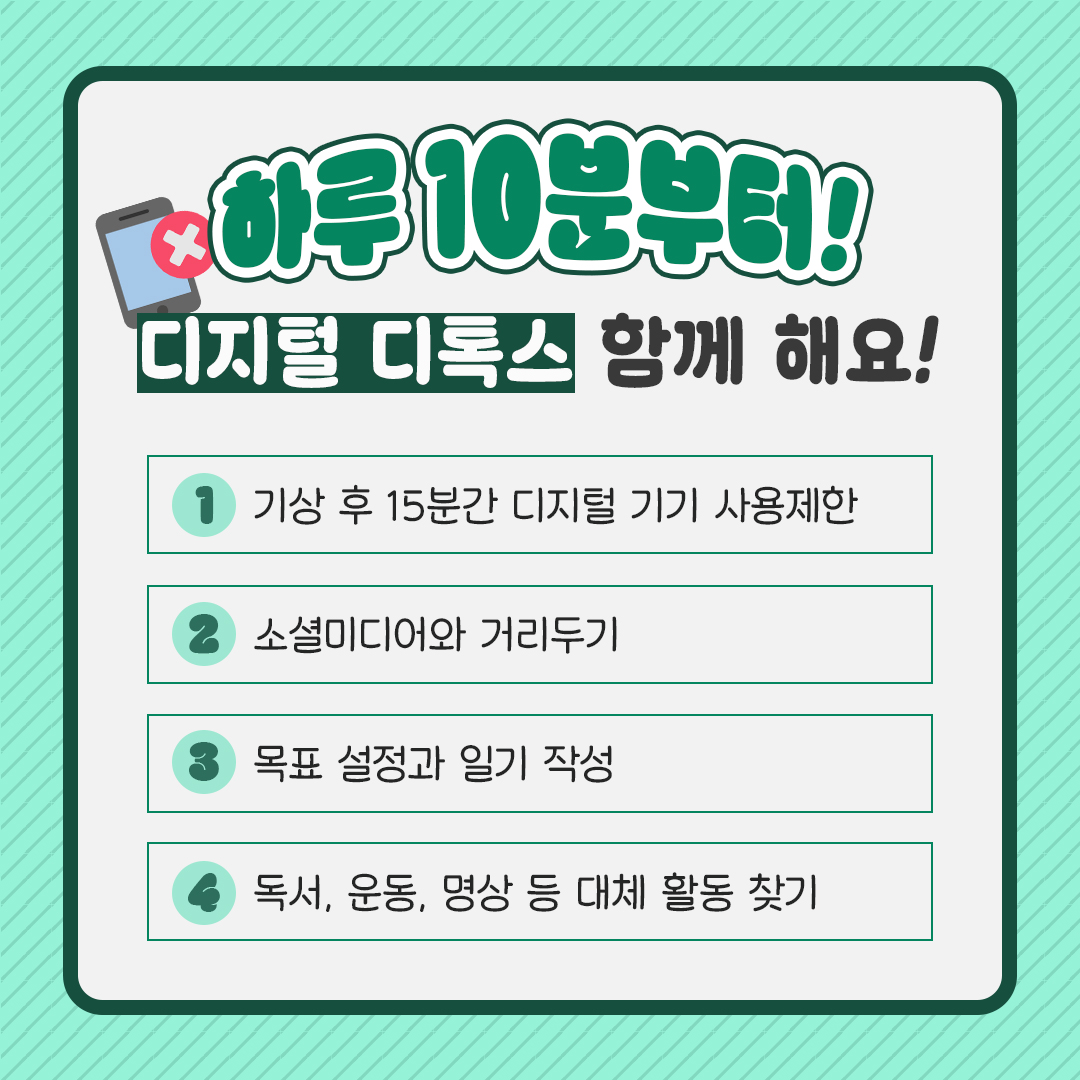 하루 10분부터!
디지털 디톡스 함께 해요!
1 기상 후 15분간 디지털 기기 사용제한
2 소셜미디어와 거리두기
3 목표 설정과 일기 작성
4 독서, 운동, 명상 등 대체 활동 찾기